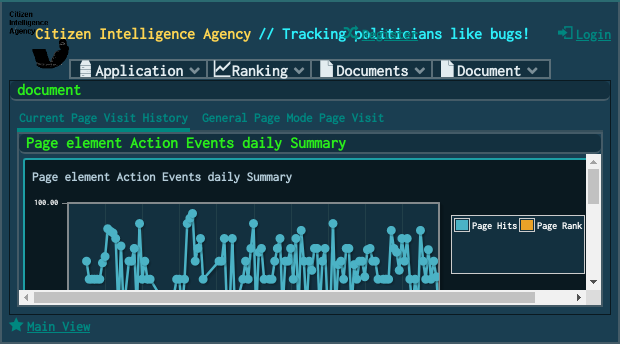 Citizen
Intelligence
Agency
Citizen Intelligence Agency // Tracking politicians like bugs!
Register
Login
Application
Ranking
Documents
Document
document
Current Page Visit History
General Page Mode Page Visit
Page element Action Events daily Summary
Page element Action Events daily Summary
100.00
Page Hits
Page Rank
Main View